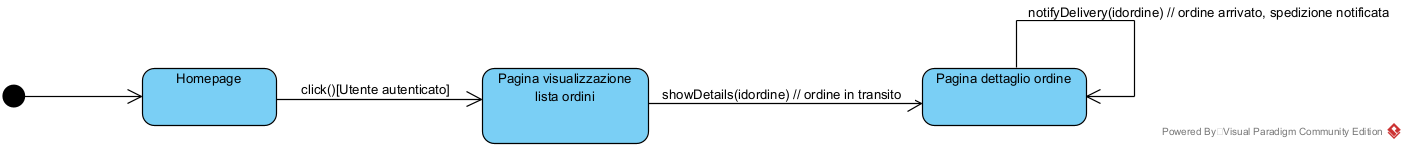 notifyDelivery(idordine) // ordine arrivato, spedizione notificata
Homepage
click()[Utente autenticato]
Pagina visualizzazione
lista ordini
showDetails(idordine) // ordine in transito
Pagina dettaglio ordine
Powered By Visual Paradigm Community Edition